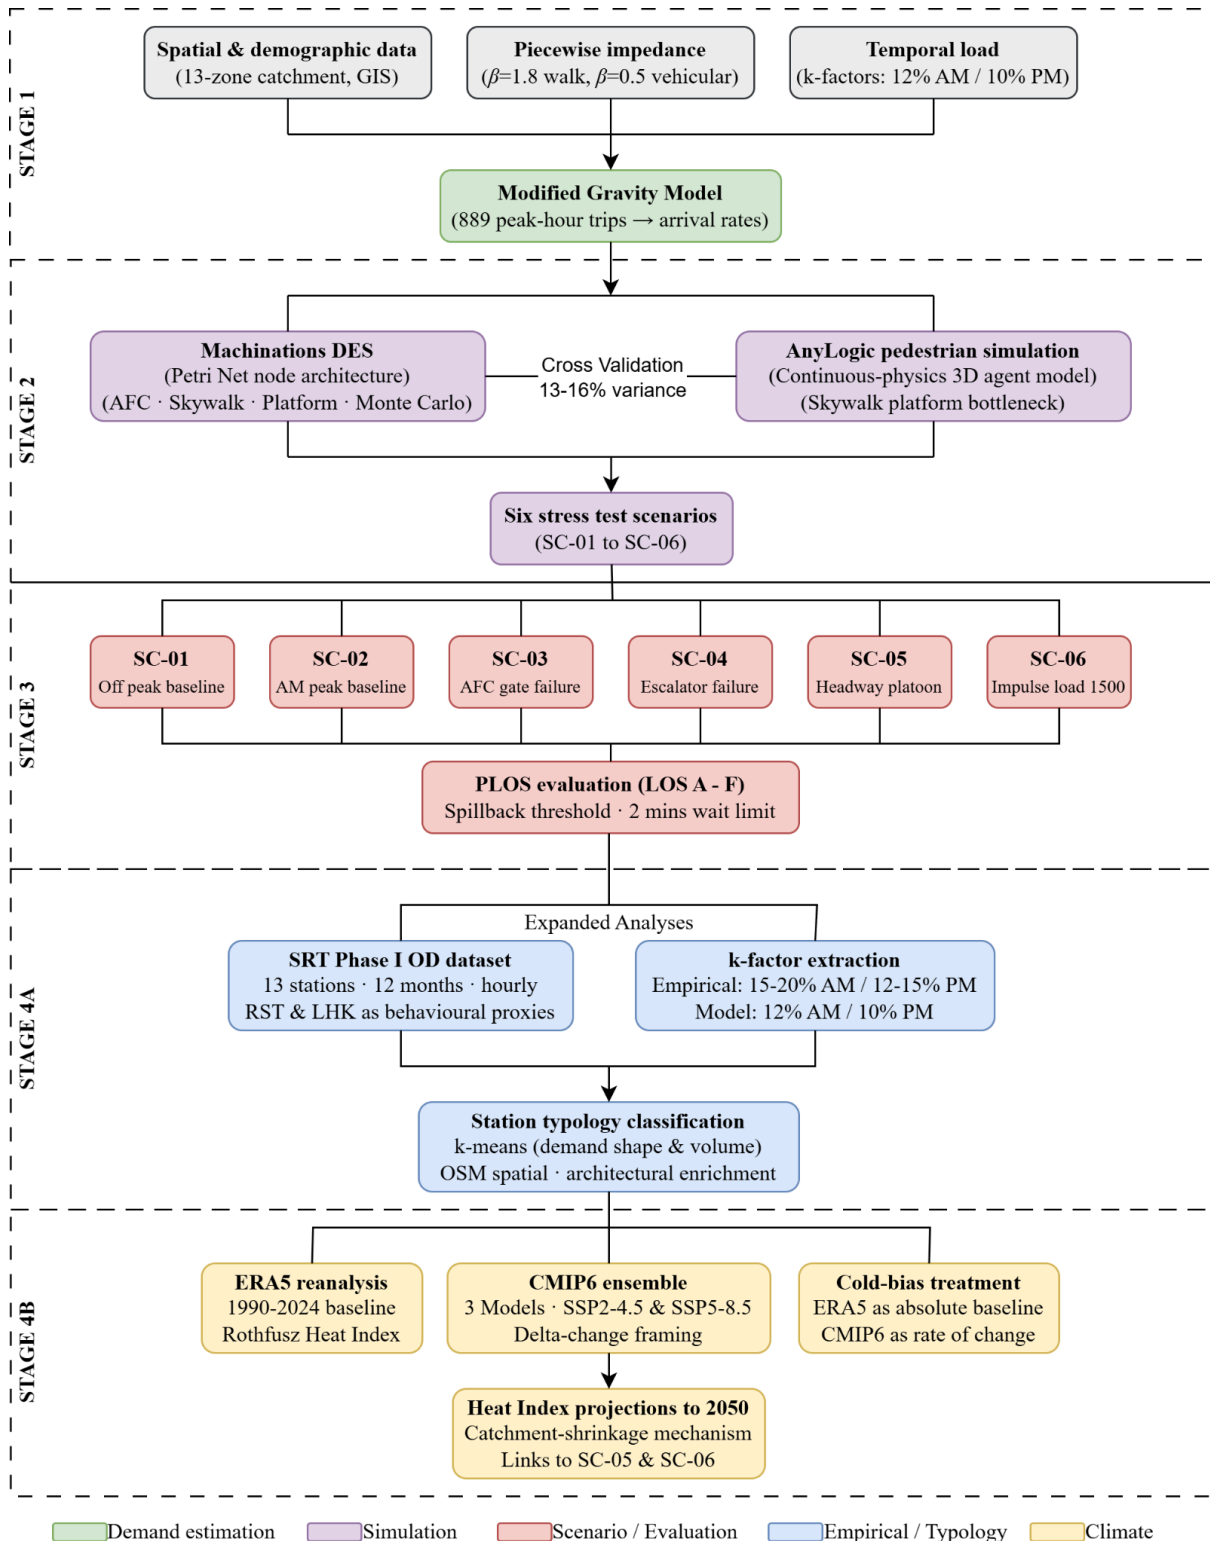 STAGE 1
Spatial & demographic data
(13-zone catchment, GIS)
Piecewise impedance
(β=1.8 walk, β=0.5 vehicular)
Temporal load
(k-factors: 12% AM / 10% PM)
Modified Gravity Model
(889 peak-hour trips → arrival rates)
STAGE 2
Machinations DES
(Petri Net node architecture)
(AFC · Skywalk · Platform · Monte Carlo)
Cross Validation
13-16% variance
AnyLogic pedestrian simulation
(Continuous-physics 3D agent model)
(Skywalk platform bottleneck)
Six stress test scenarios
(SC-01 to SC-06)
STAGE 3
SC-01
Off peak baseline
SC-02
AM peak baseline
SC-03
AFC gate failure
SC-04
Escalator failure
SC-05
Headway platoon
SC-06
Impulse load 1500
PLOS evaluation (LOS A - F)
Spillback threshold · 2 mins wait limit
STAGE 4A
Expanded Analyses
SRT Phase I OD dataset
13 stations · 12 months · hourly
RST & LHK as behavioural proxies
k-factor extraction
Empirical: 15-20% AM / 12-15% PM
Model: 12% AM / 10% PM
Station typology classification
k-means (demand shape & volume)
OSM spatial · architectural enrichment
STAGE 4B
ERA5 reanalysis
1990-2024 baseline
Rothfusz Heat Index
CMIP6 ensemble
3 Models · SSP2-4.5 & SSP5-8.5
Delta-change framing
Cold-bias treatment
ERA5 as absolute baseline
CMIP6 as rate of change
Heat Index projections to 2050
Catchment-shrinkage mechanism
Links to SC-05 & SC-06
Demand estimation
Simulation
Scenario / Evaluation
Empirical / Typology
Climate